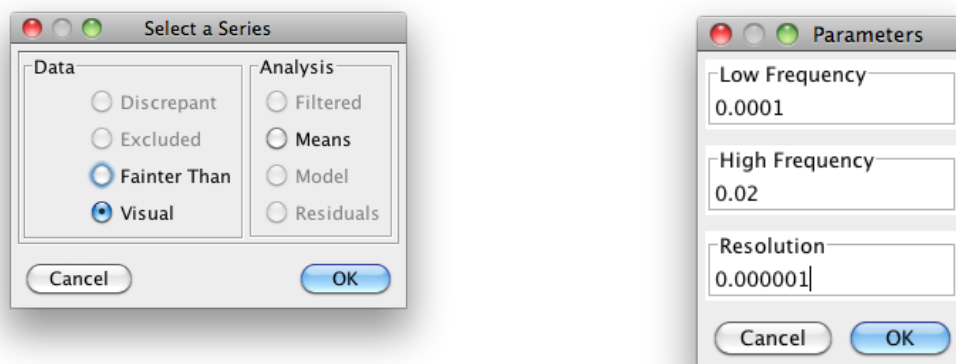 Select a Series
Data
Discrepant
Excluded
Fainter Than
Visual
Analysis
Filtered
Means
Model
Residuals
Cancel
OK
Parameters
Low Frequency
0.0001
High Frequency
0.02
Resolution
0.000001
Cancel
OK